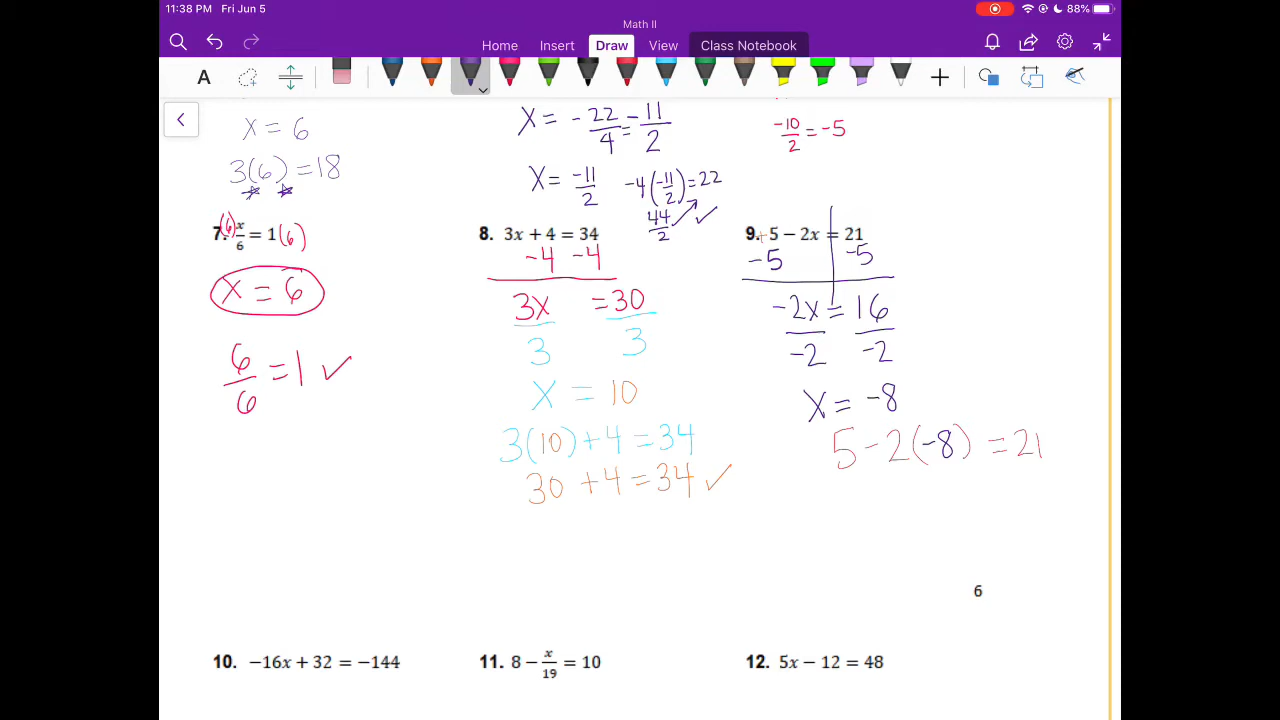 11:38 PM Fri Jun 5
88%
Math II
Home Insert Draw View Class Notebook
A
x = 6
3(6) = 18
x = -22/4 = -11/2
x = -11/2
-4(-11/2) = 22
44/2 ✓
-10/2 = -5
7. (6) x/6 = 1 (6)
x = 6
6/6 = 1 ✓
8. 3x + 4 = 34
-4 -4
3x = 30
3 3
x = 10
3(10) + 4 = 34
30 + 4 = 34 ✓
9. +5 − 2x = 21
-5 -5
-2x = 16
-2 -2
x = -8
5 - 2(-8) = 21
6
10. −16x + 32 = −144
11. 8 − x/19 = 10
12. 5x − 12 = 48